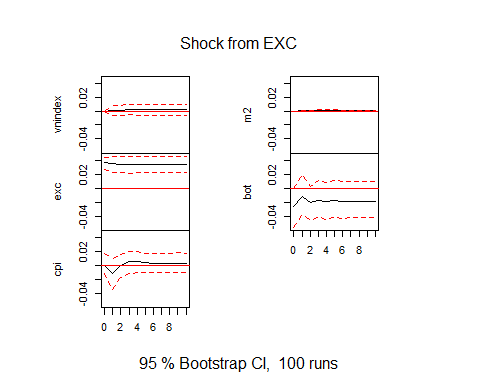 Shock from EXC
vnindex
-0.04 0.02
exc
-0.04 0.02
cpi
-0.04 0.02
0 2 4 6 8
m2
-0.04 0.02
bot
-0.04 0.02
0 2 4 6 8
95 % Bootstrap CI, 100 runs